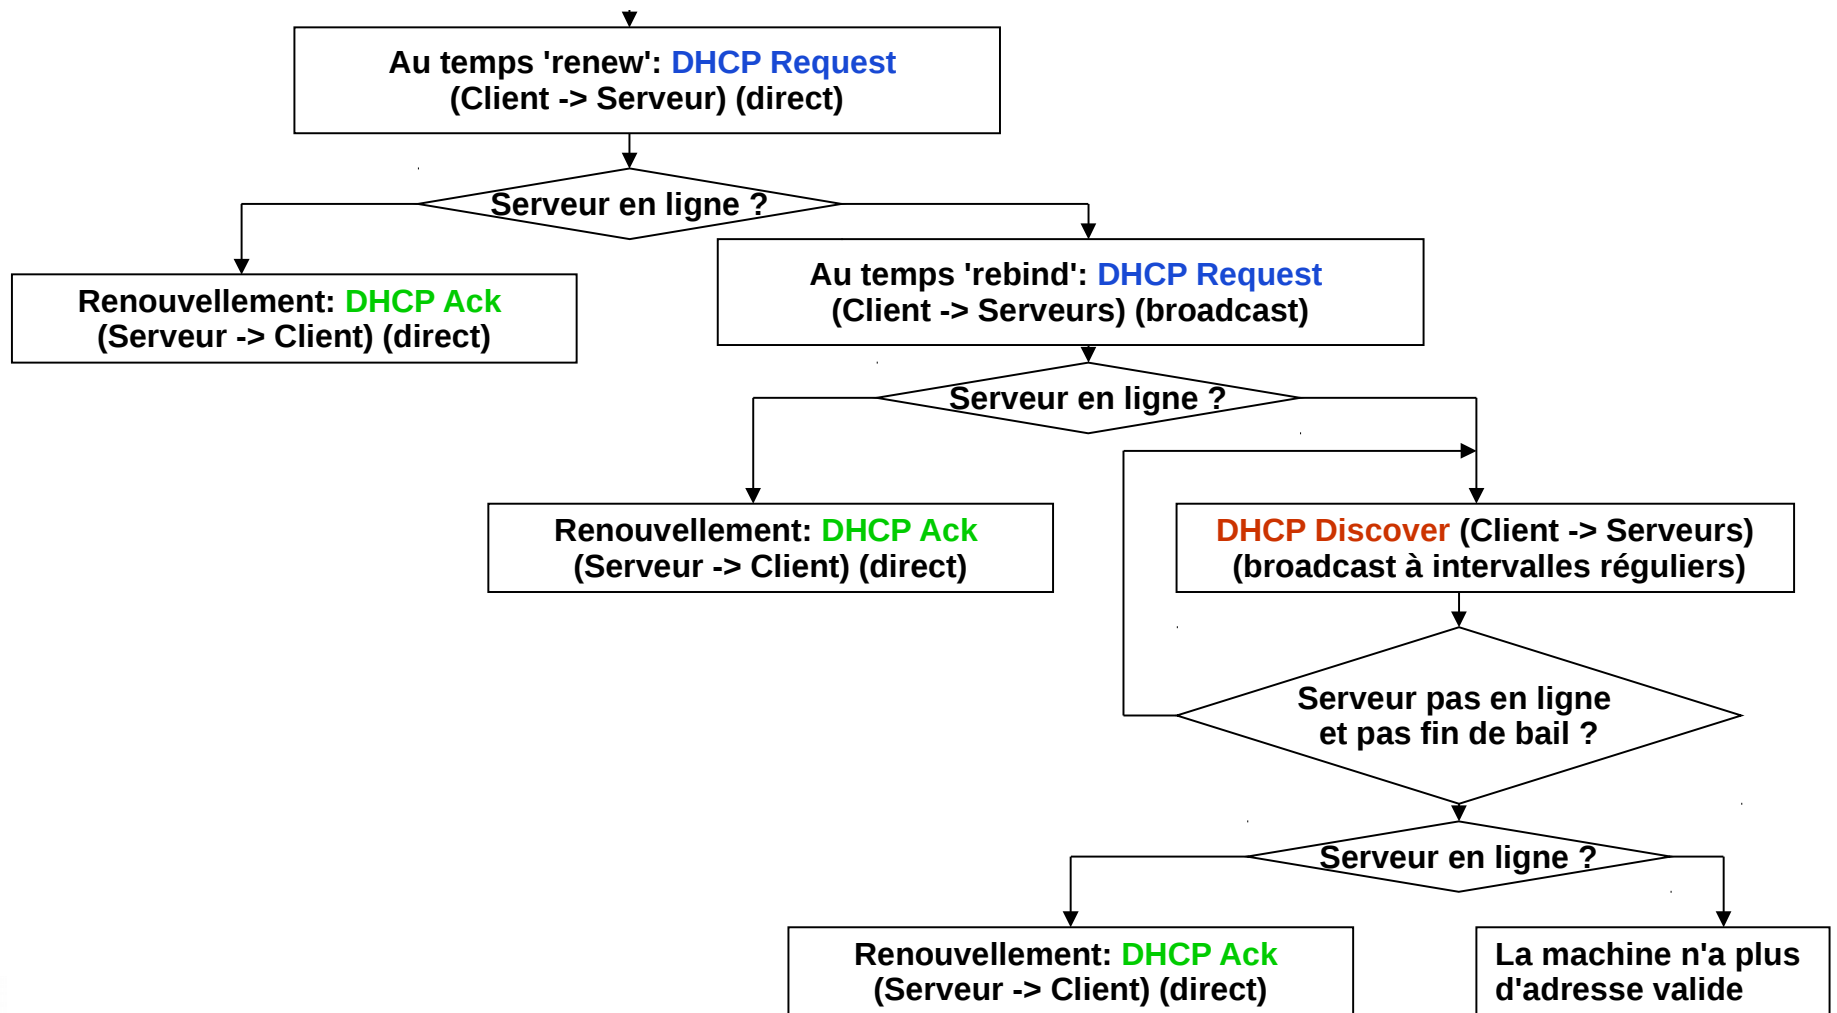 Au temps 'renew': DHCP Request
(Client -> Serveur) (direct)
Serveur en ligne ?
Renouvellement: DHCP Ack
(Serveur -> Client) (direct)
Au temps 'rebind': DHCP Request
(Client -> Serveurs) (broadcast)
Serveur en ligne ?
Renouvellement: DHCP Ack
(Serveur -> Client) (direct)
DHCP Discover (Client -> Serveurs)
(broadcast à intervalles réguliers)
Serveur pas en ligne
et pas fin de bail ?
Serveur en ligne ?
Renouvellement: DHCP Ack
(Serveur -> Client) (direct)
La machine n'a plus
d'adresse valide